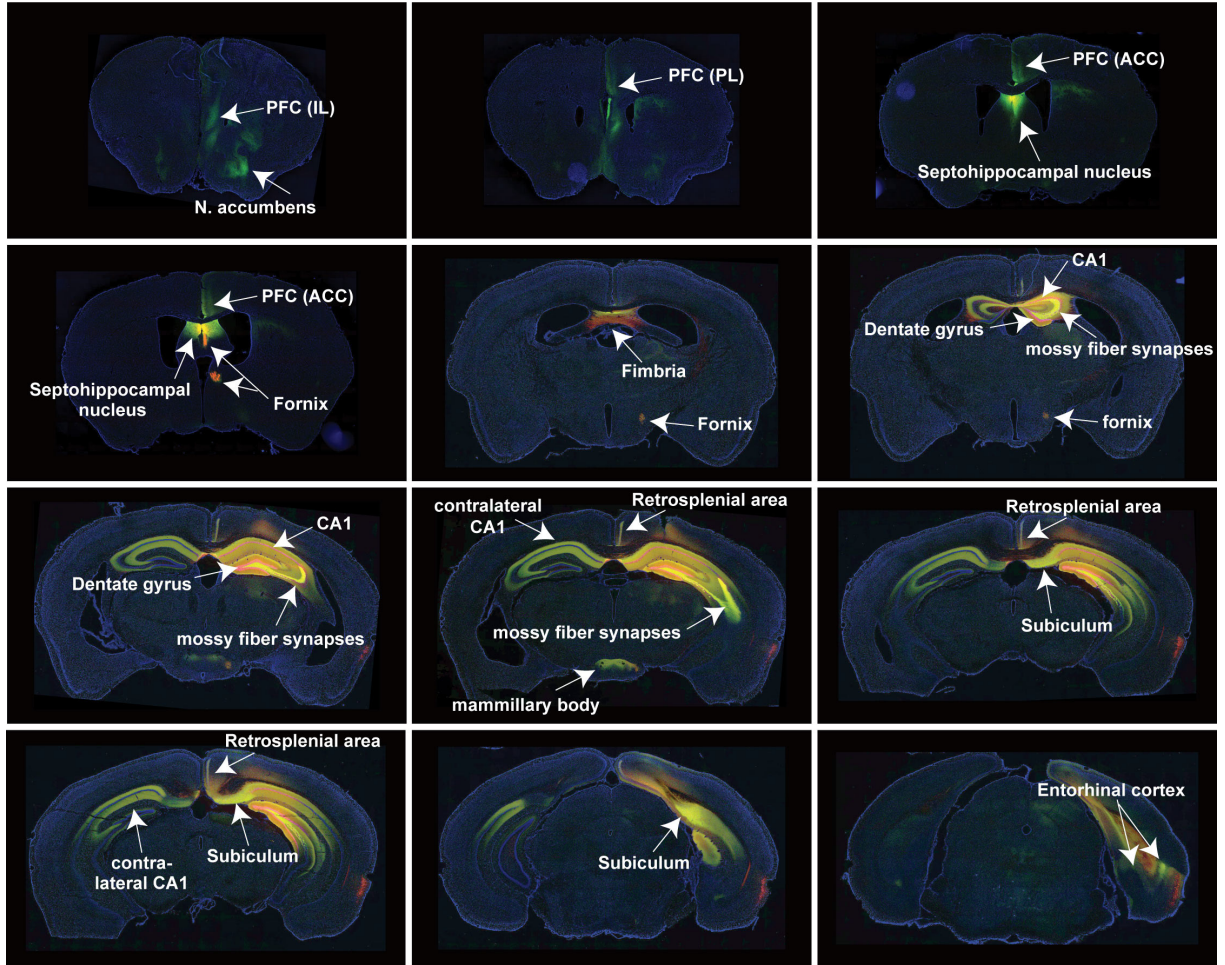 PFC (IL)
N. accumbens
PFC (PL)
PFC (ACC)
Septohippocampal nucleus
PFC (ACC)
Septohippocampal
nucleus
Fornix
Fimbria
Fornix
CA1
Dentate gyrus
mossy fiber synapses
fornix
CA1
Dentate gyrus
mossy fiber synapses
contralateral
CA1
Retrosplenial area
mossy fiber synapses
mammillary body
Retrosplenial area
Subiculum
Retrosplenial area
Subiculum
contra-
lateral CA1
Subiculum
Entorhinal cortex